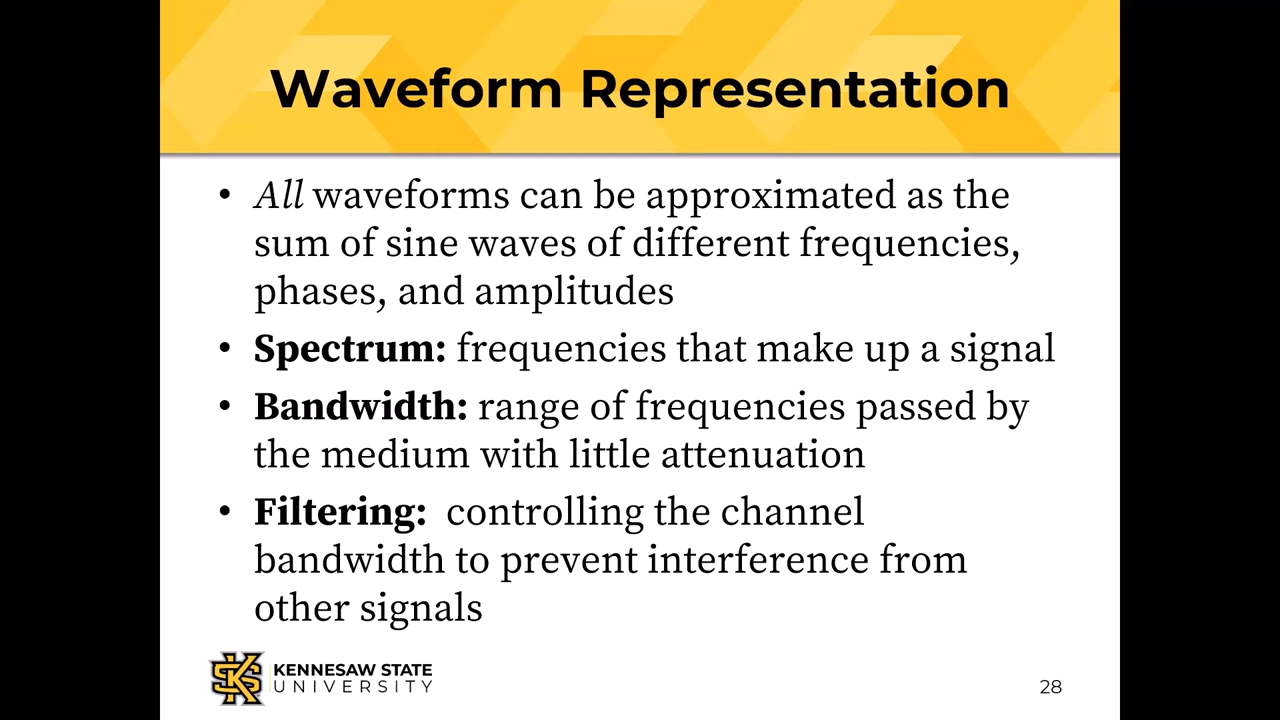 Waveform Representation
• All waveforms can be approximated as the
sum of sine waves of different frequencies,
phases, and amplitudes
• Spectrum: frequencies that make up a signal
• Bandwidth: range of frequencies passed by
the medium with little attenuation
• Filtering:  controlling the channel
bandwidth to prevent interference from
other signals
KS
KENNESAW STATE
UNIVERSITY
28